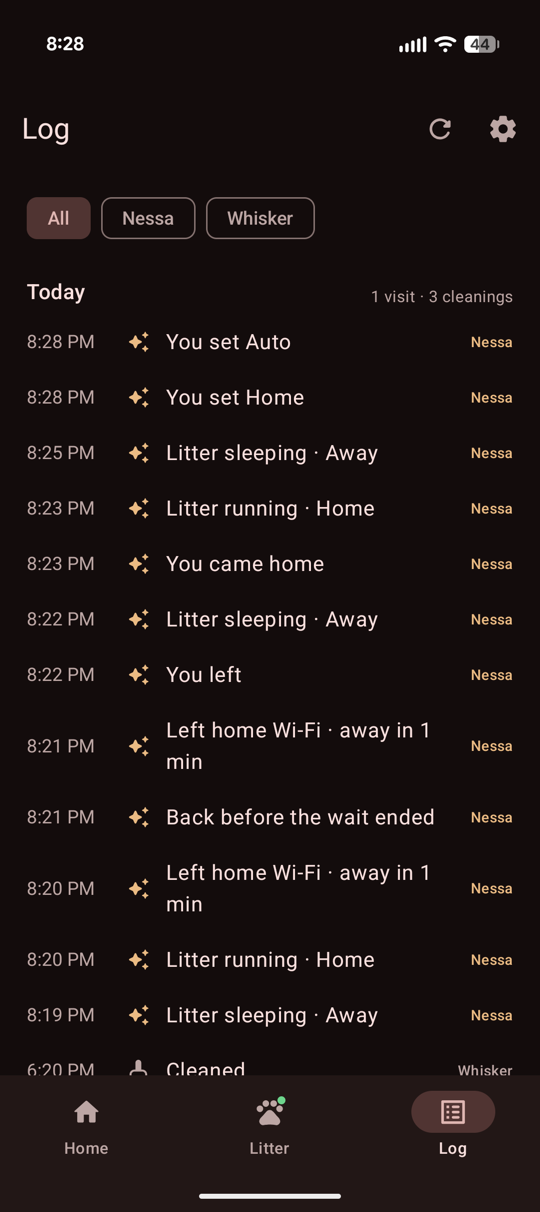 8:28
44
Log
All
Nessa
Whisker
Today
1 visit · 3 cleanings
8:28 PM You set Auto Nessa
8:28 PM You set Home Nessa
8:25 PM Litter sleeping · Away Nessa
8:23 PM Litter running · Home Nessa
8:23 PM You came home Nessa
8:22 PM Litter sleeping · Away Nessa
8:22 PM You left Nessa
8:21 PM Left home Wi-Fi · away in 1
min Nessa
8:21 PM Back before the wait ended Nessa
8:20 PM Left home Wi-Fi · away in 1
min Nessa
8:20 PM Litter running · Home Nessa
8:19 PM Litter sleeping · Away Nessa
6:20 PM Cleaned Whisker
Home
Litter
Log